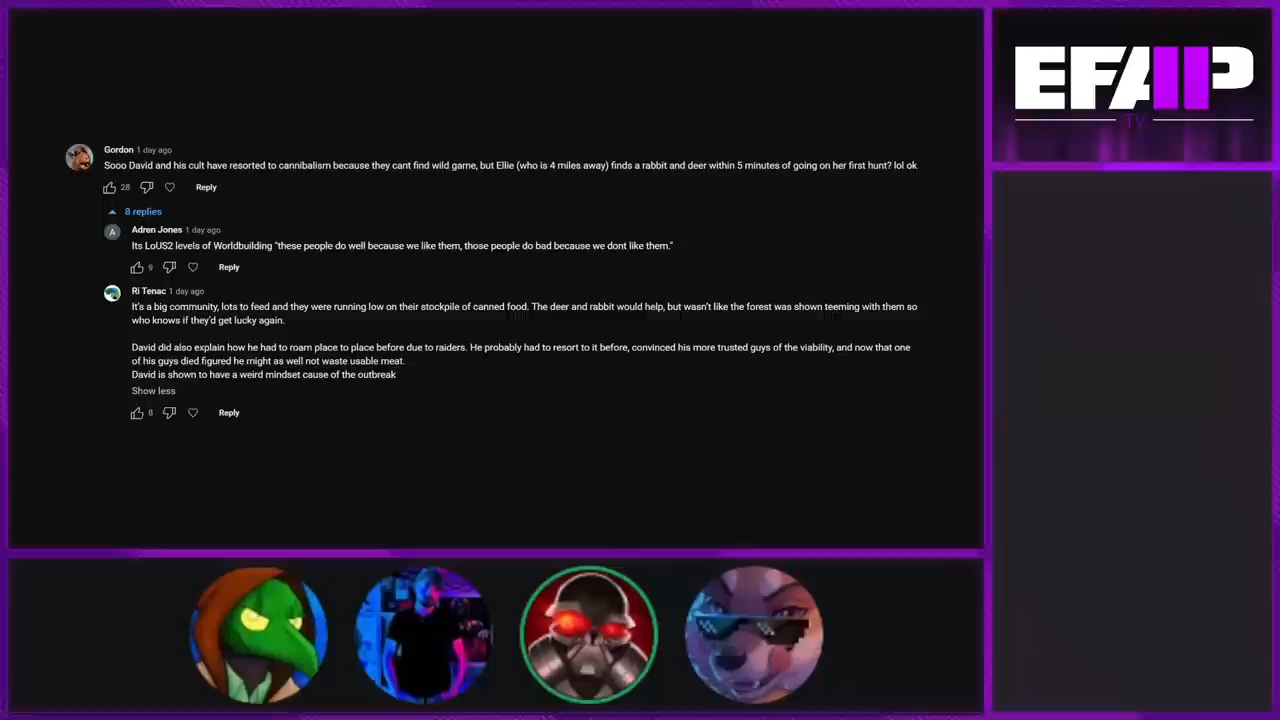 EFAP
TV
Gordon 1 day ago
Sooo David and his cult have resorted to cannibalism because they cant find wild game, but Ellie (who is 4 miles away) finds a rabbit and deer within 5 minutes of going on her first hunt? lol ok
28 Reply
8 replies
A
Adren Jones 1 day ago
Its LoUS2 levels of Worldbuilding "these people do well because we like them, those people do bad because we dont like them."
9 Reply
Ri Tenac 1 day ago
It's a big community, lots to feed and they were running low on their stockpile of canned food. The deer and rabbit would help, but wasn't like the forest was shown teeming with them so
who knows if they'd get lucky again.
David did also explain how he had to roam place to place before due to raiders. He probably had to resort to it before, convinced his more trusted guys of the viability, and now that one
of his guys died figured he might as well not waste usable meat.
David is shown to have a weird mindset cause of the outbreak
Show less
8 Reply